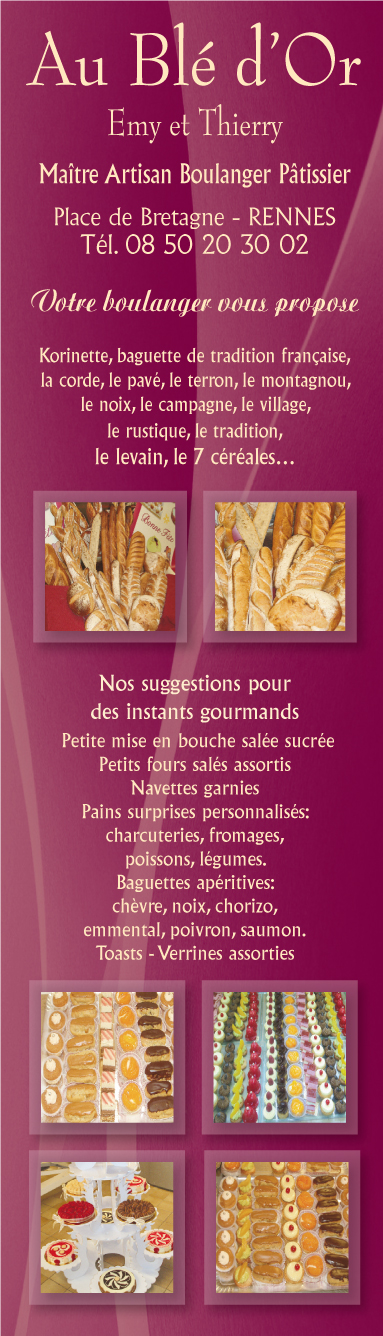 Au Blé d'Or
Emy et Thierry
Maître Artisan Boulanger Pâtissier
Place de Bretagne - RENNES
Tél. 08 50 20 30 02
Votre boulanger vous propose
Korinette, baguette de tradition française,
la corde, le pavé, le terron, le montagnou,
le noix, le campagne, le village,
le rustique, le tradition,
le levain, le 7 céréales...
Bonne Fête
Nos suggestions pour
des instants gourmands
Petite mise en bouche salée sucrée
Petits fours salés assortis
Navettes garnies
Pains surprises personnalisés:
charcuteries, fromages,
poissons, légumes.
Baguettes apéritives:
chèvre, noix, chorizo,
emmental, poivron, saumon.
Toasts - Verrines assorties